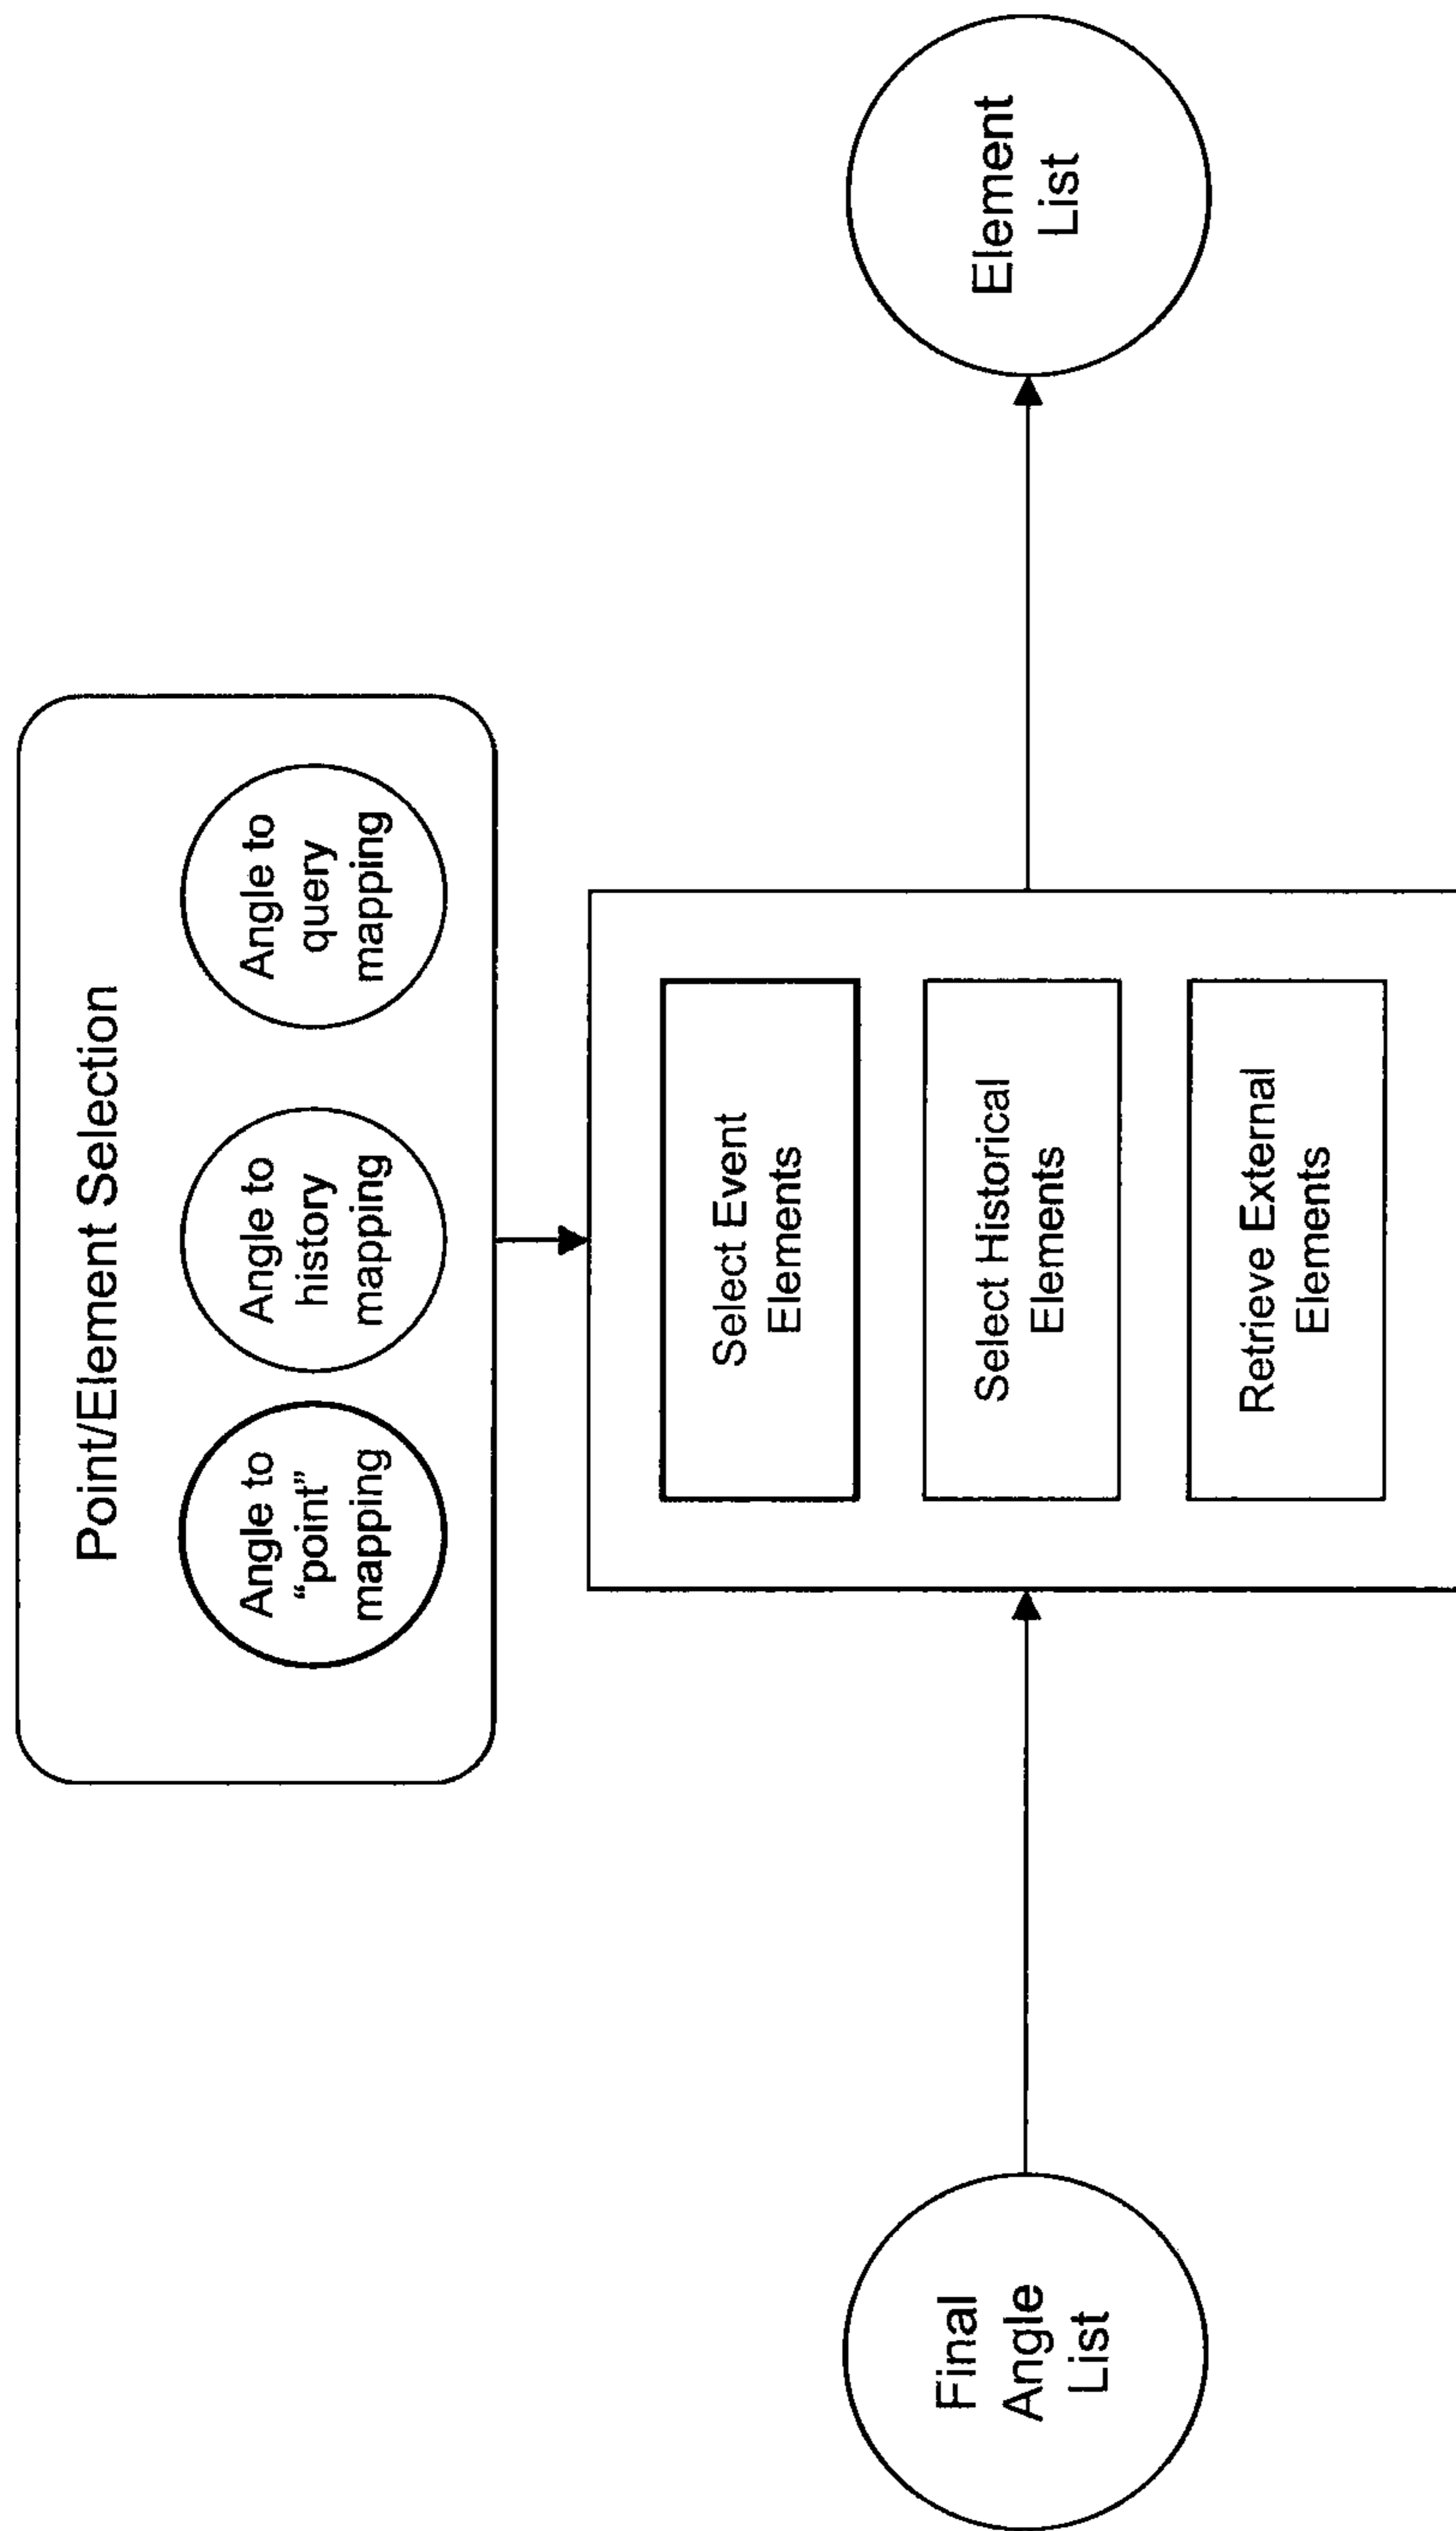 Point/Element Selection
Angle to
“point”
mapping
Angle to
history
mapping
Angle to
query
mapping
Select Event
Elements
Select Historical
Elements
Retrieve External
Elements
Final
Angle
List
Element
List